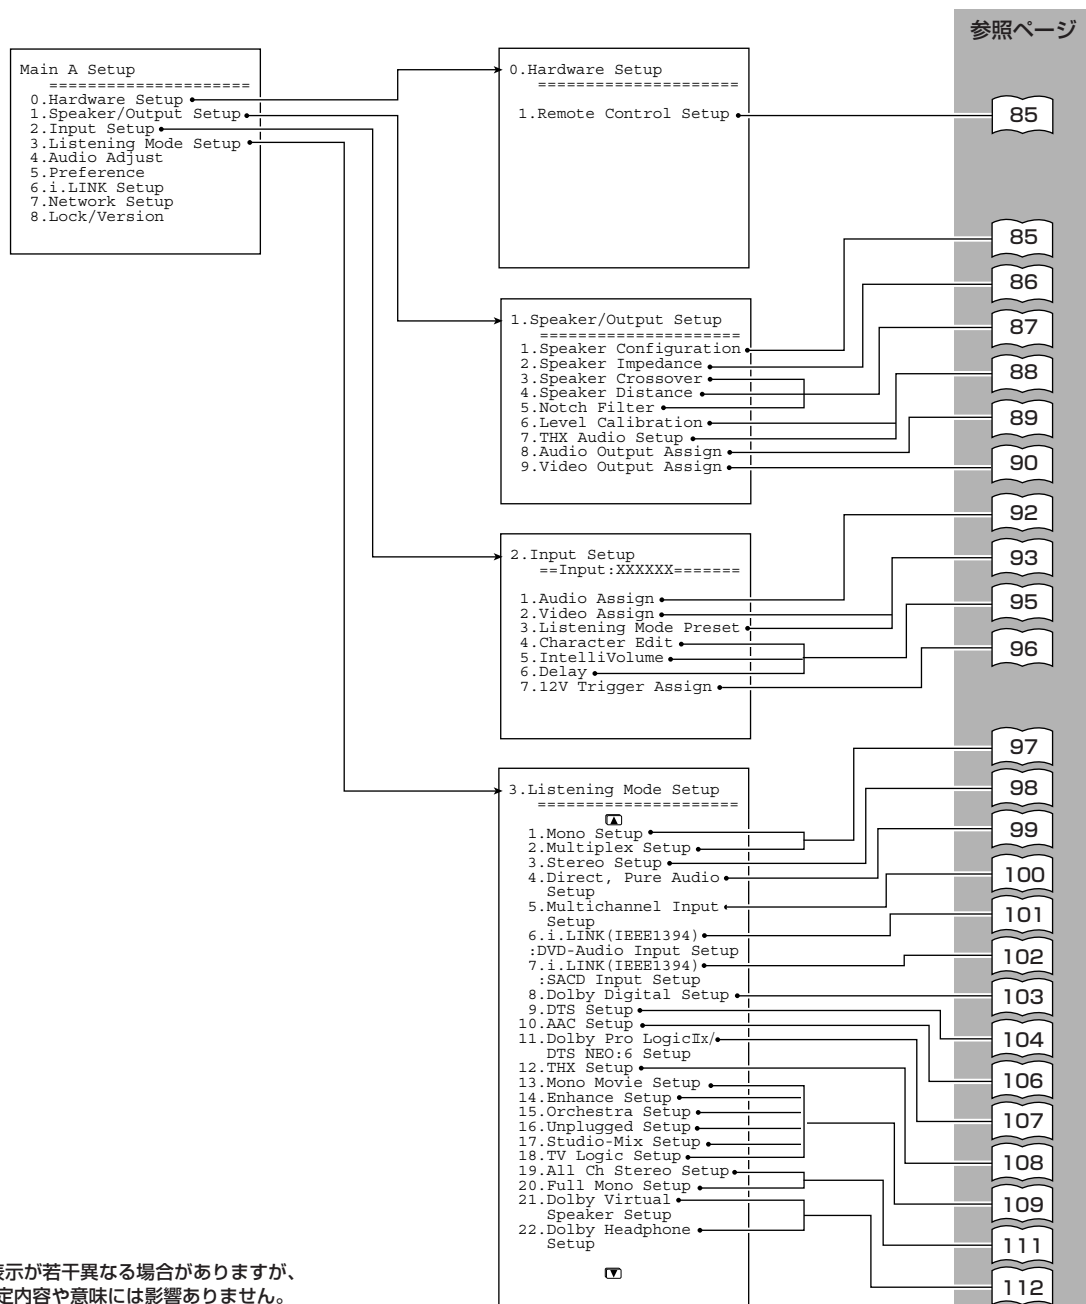 参照ページ
Main A Setup
=====================
0.Hardware Setup
1.Speaker/Output Setup
2.Input Setup
3.Listening Mode Setup
4.Audio Adjust
5.Preference
6.i.LINK Setup
7.Network Setup
8.Lock/Version
0.Hardware Setup
=====================
1.Remote Control Setup
85
1.Speaker/Output Setup
=====================
1.Speaker Configuration
2.Speaker Impedance
3.Speaker Crossover
4.Speaker Distance
5.Notch Filter
6.Level Calibration
7.THX Audio Setup
8.Audio Output Assign
9.Video Output Assign
85
86
87
88
89
90
2.Input Setup
==Input:XXXXXX=======
1.Audio Assign
2.Video Assign
3.Listening Mode Preset
4.Character Edit
5.IntelliVolume
6.Delay
7.12V Trigger Assign
92
93
95
96
3.Listening Mode Setup
=====================
1.Mono Setup
2.Multiplex Setup
3.Stereo Setup
4.Direct, Pure Audio
Setup
5.Multichannel Input
Setup
6.i.LINK(IEEE1394)
:DVD-Audio Input Setup
7.i.LINK(IEEE1394)
:SACD Input Setup
8.Dolby Digital Setup
9.DTS Setup
10.AAC Setup
11.Dolby Pro LogicⅡx/
DTS NEO:6 Setup
12.THX Setup
13.Mono Movie Setup
14.Enhance Setup
15.Orchestra Setup
16.Unplugged Setup
17.Studio-Mix Setup
18.TV Logic Setup
19.All Ch Stereo Setup
20.Full Mono Setup
21.Dolby Virtual
Speaker Setup
22.Dolby Headphone
Setup
97
98
99
100
101
102
103
104
106
107
108
109
111
112
表示が若干異なる場合がありますが、
定内容や意味には影響ありません。